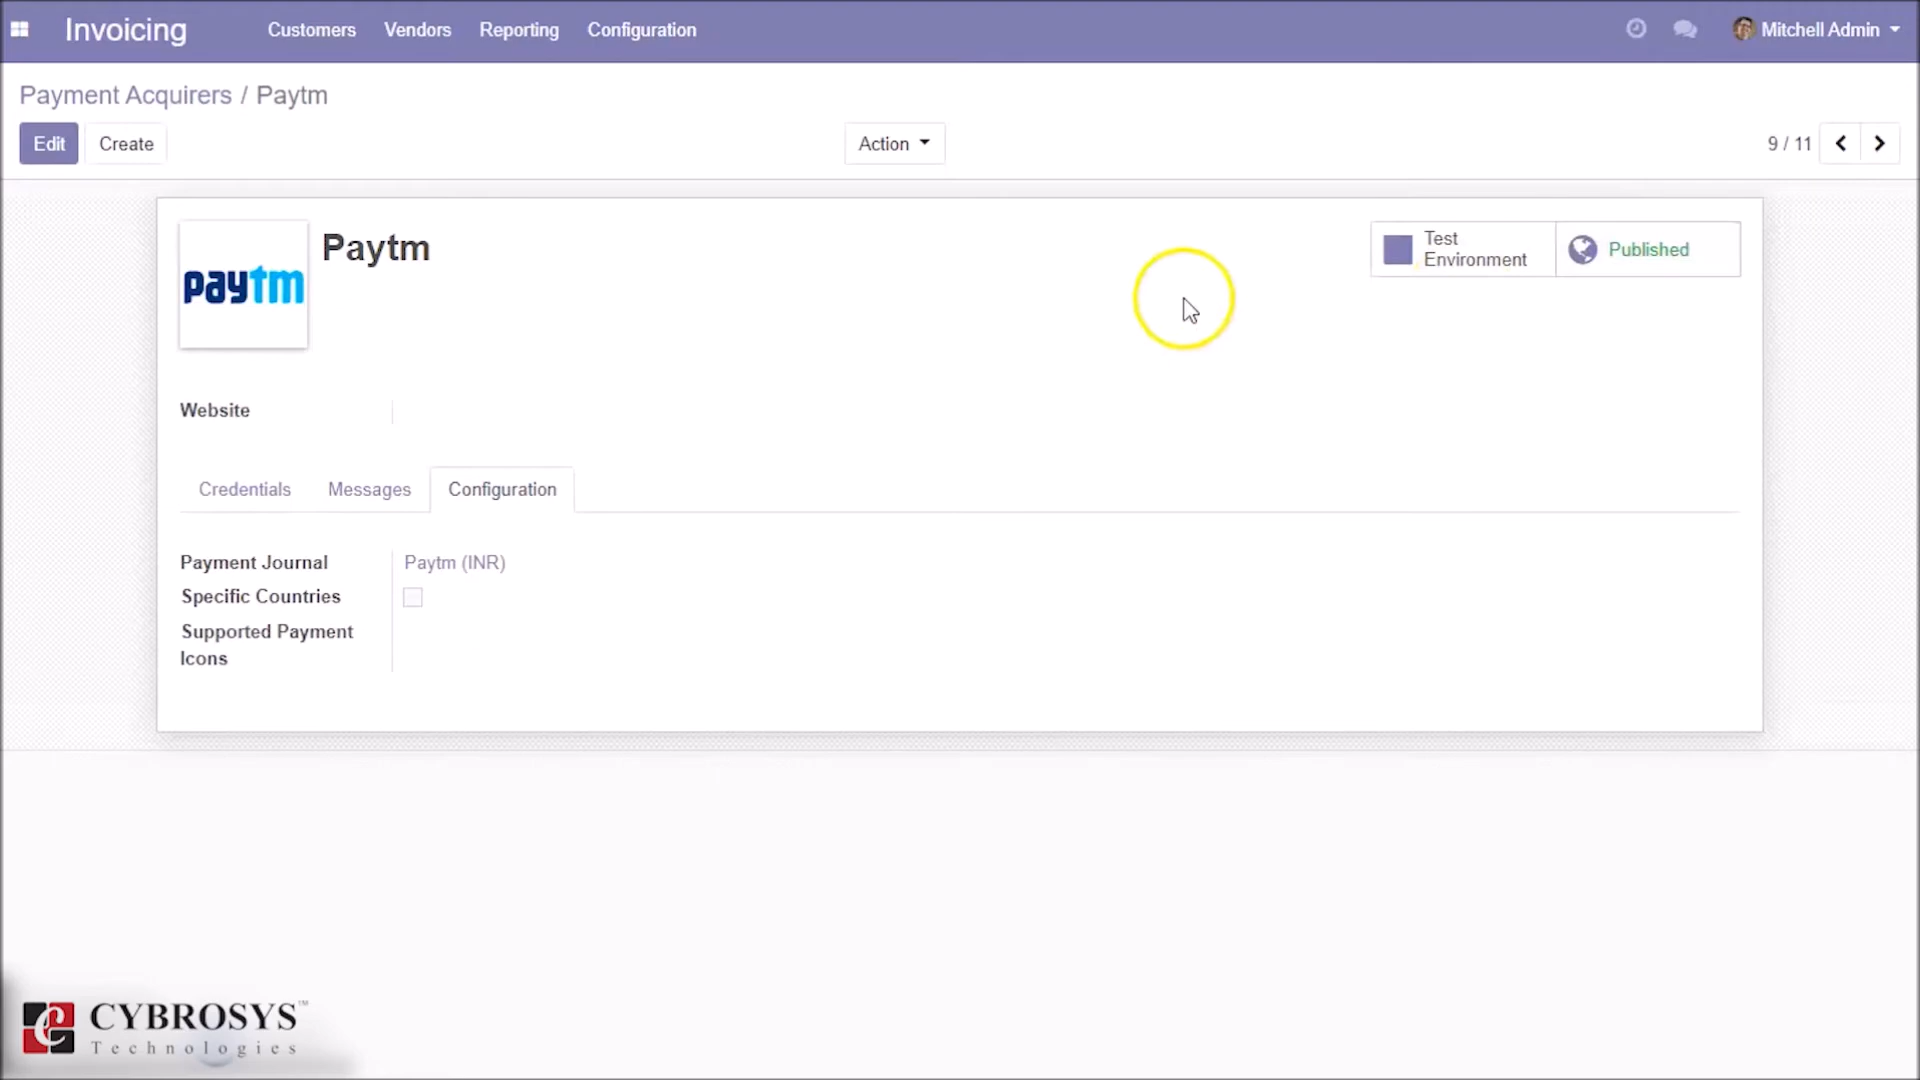 Invoicing Customers Vendors Reporting Configuration Mitchell Admin
Payment Acquirers / Paytm
Edit Create Action 9 / 11
paytm
Paytm
Test
Environment
Published
Website
Credentials Messages Configuration
Payment Journal Paytm (INR)
Specific Countries
Supported Payment
Icons
CYBROSYS™
Technologies